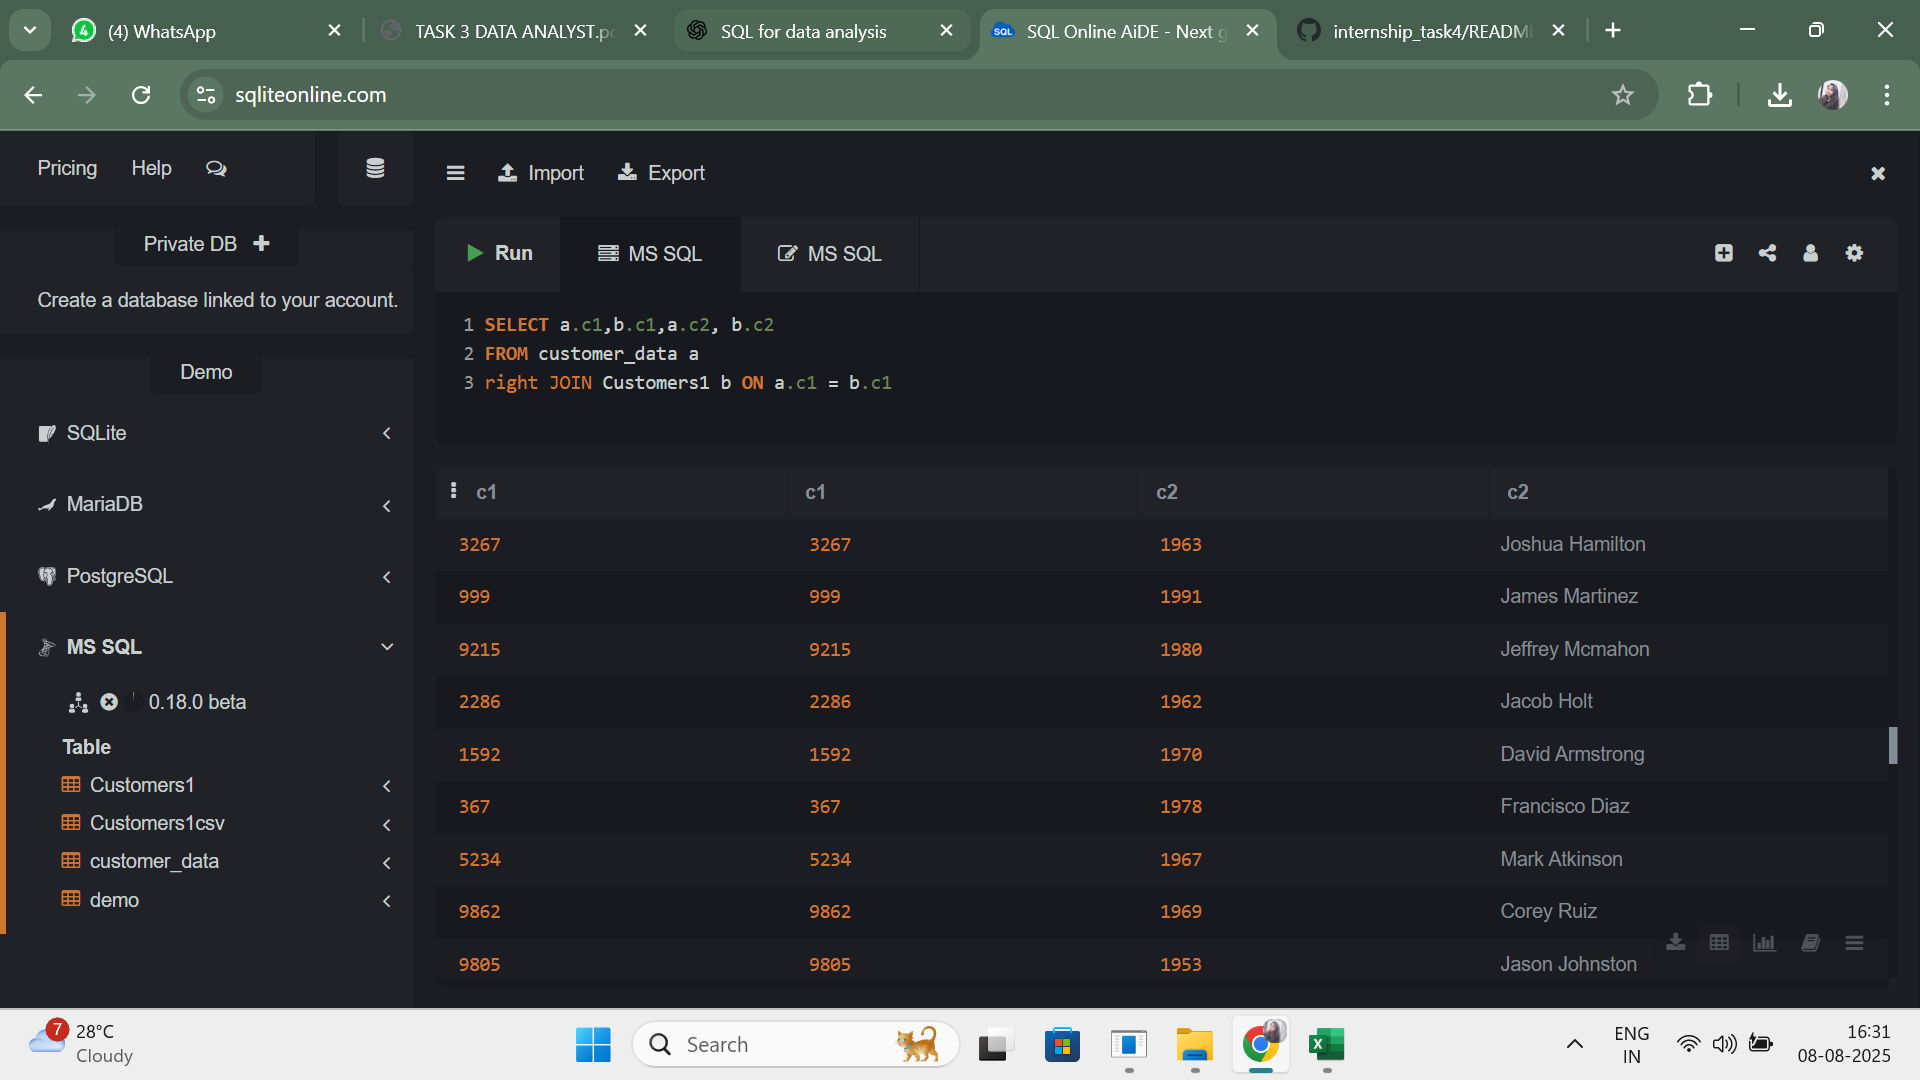 4
(4) WhatsApp
TASK 3 DATA ANALYST.p
SQL for data analysis
SQL
SQL Online AiDE - Next g
internship_task4/README
sqliteonline.com
Pricing
Help
Import
Export
Private DB
Run
MS SQL
MS SQL
Create a database linked to your account.
1 SELECT a.c1,b.c1,a.c2, b.c2
2 FROM customer_data a
3 right JOIN Customers1 b ON a.c1 = b.c1
Demo
SQLite
MariaDB
PostgreSQL
MS SQL
0.18.0 beta
Table
Customers1
Customers1csv
customer_data
demo
c1 c1 c2 c2
3267 3267 1963 Joshua Hamilton
999 999 1991 James Martinez
9215 9215 1980 Jeffrey Mcmahon
2286 2286 1962 Jacob Holt
1592 1592 1970 David Armstrong
367 367 1978 Francisco Diaz
5234 5234 1967 Mark Atkinson
9862 9862 1969 Corey Ruiz
9805 9805 1953 Jason Johnston
7
28°C
Cloudy
Search
X
ENG
IN
16:31
08-08-2025